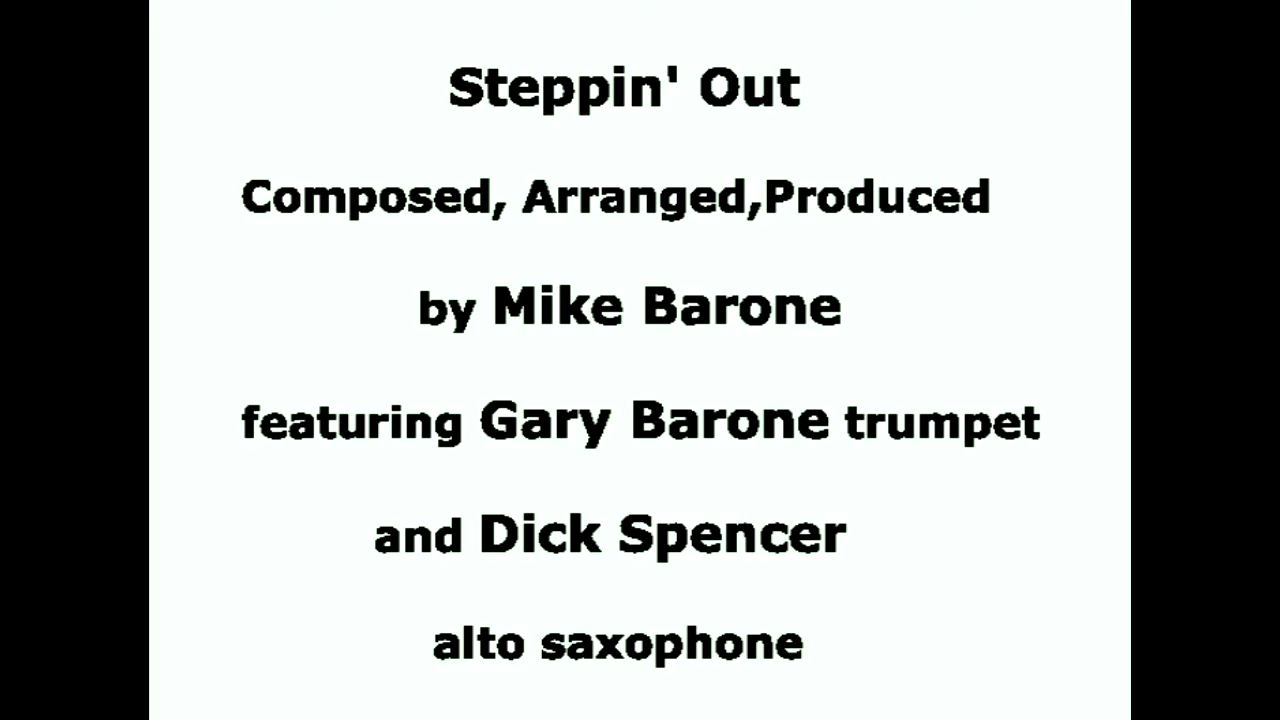 Steppin' Out
Composed, Arranged,Produced
by Mike Barone
featuring Gary Barone trumpet
and Dick Spencer
alto saxophone